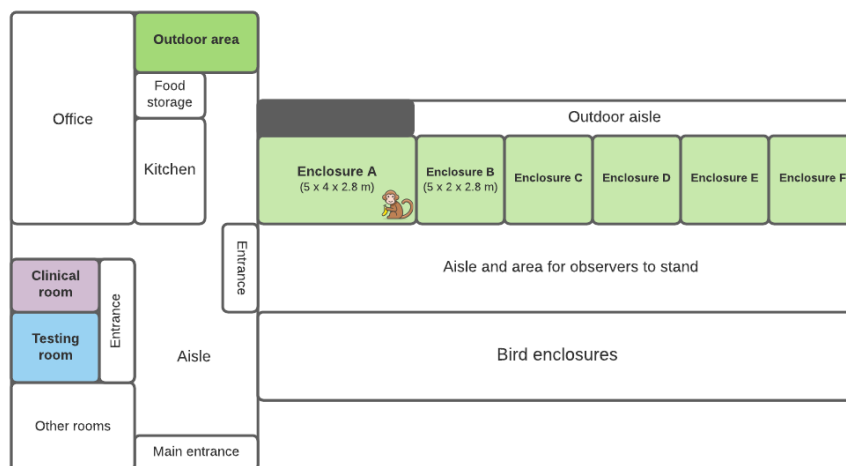 Outdoor area
Food
storage
Office
Kitchen
Outdoor aisle
Enclosure A
(5 x 4 x 2.8 m)
Enclosure B
(5 x 2 x 2.8 m)
Enclosure C
Enclosure D
Enclosure E
Enclosure F
Entrance
Aisle and area for observers to stand
Clinical
room
Entrance
Testing
room
Aisle
Bird enclosures
Other rooms
Main entrance